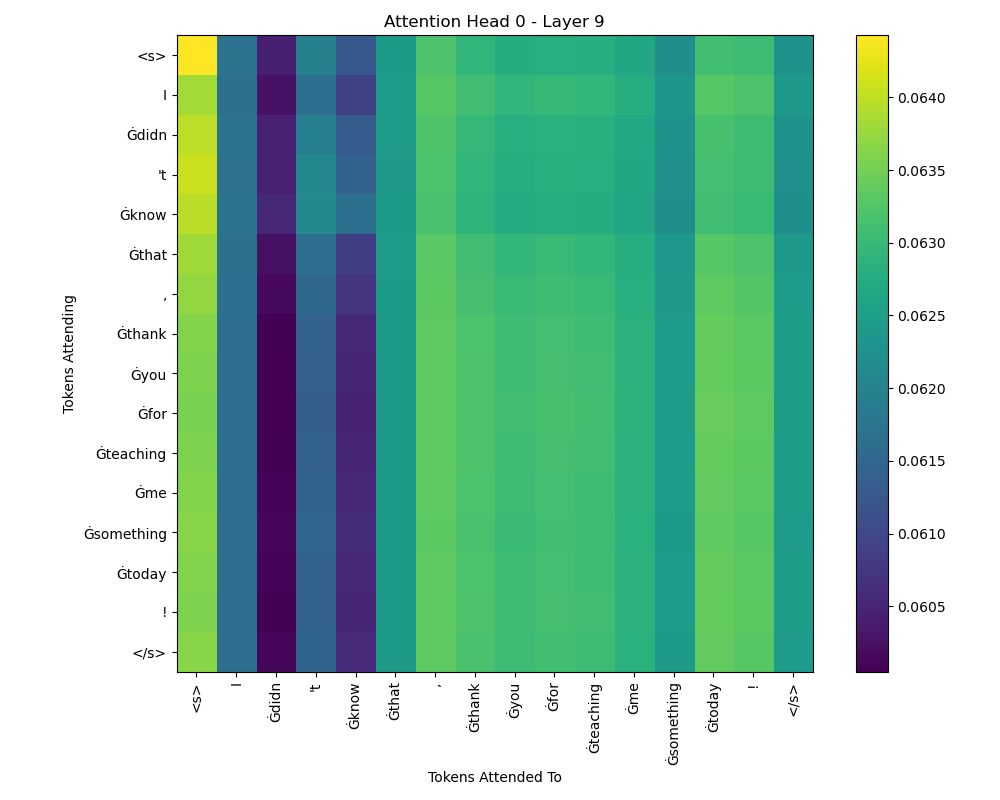 Attention Head 0 - Layer 9
<s>
I
Ġdidn
't
Ġknow
Ġthat
,
Ġthank
Ġyou
Ġfor
Ġteaching
Ġme
Ġsomething
Ġtoday
!
</s>
Tokens Attending
<s>
I
Ġdidn
't
Ġknow
Ġthat
,
Ġthank
Ġyou
Ġfor
Ġteaching
Ġme
Ġsomething
Ġtoday
!
</s>
Tokens Attended To
0.0640
0.0635
0.0630
0.0625
0.0620
0.0615
0.0610
0.0605